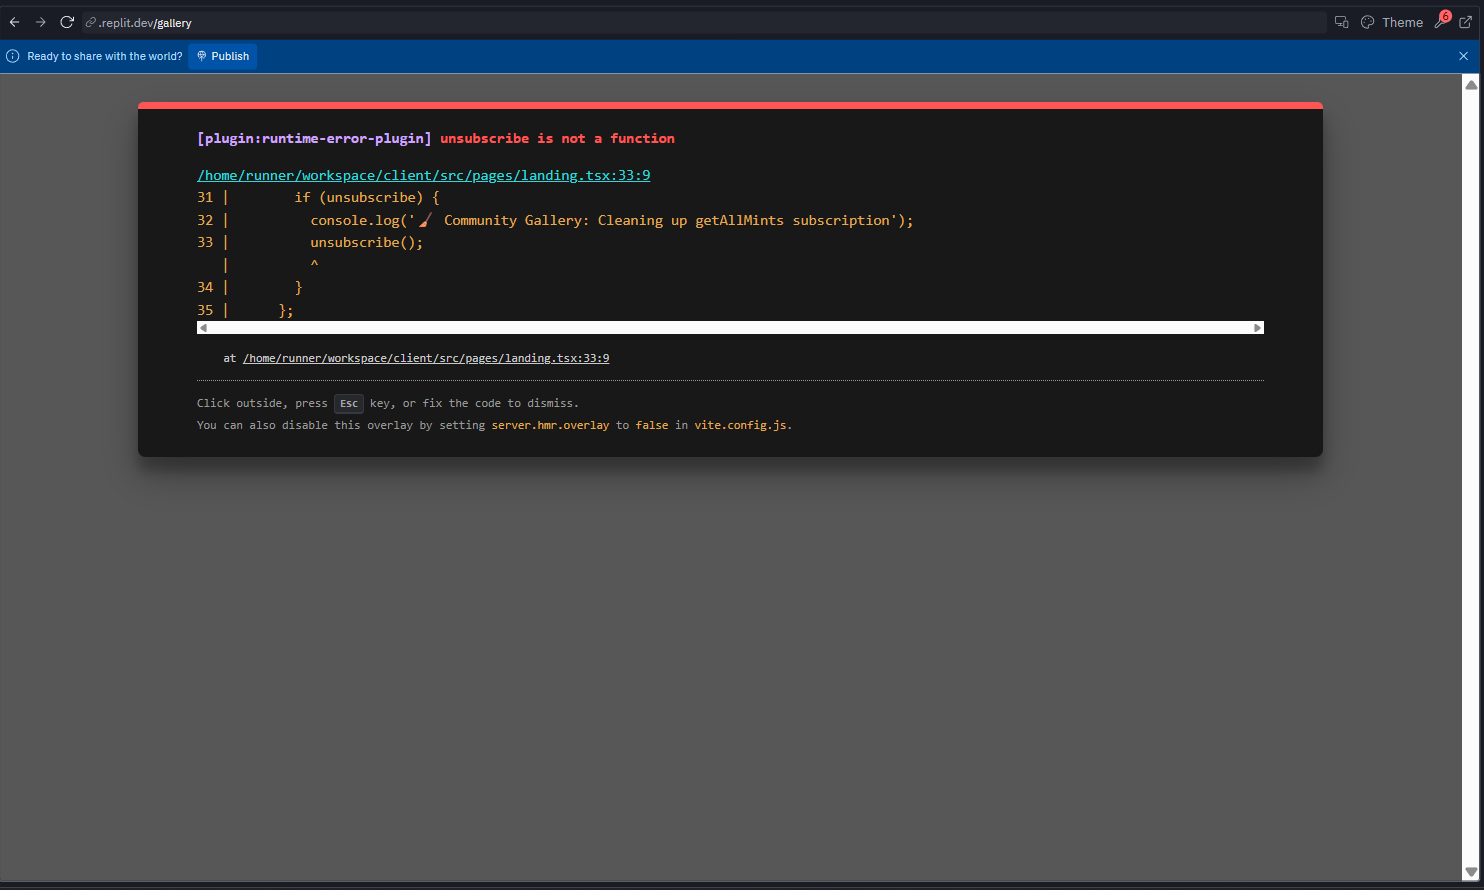 .replit.dev/gallery
Theme
6
Ready to share with the world?
Publish
[plugin:runtime-error-plugin] unsubscribe is not a function
/home/runner/workspace/client/src/pages/landing.tsx:33:9
31 |        if (unsubscribe) {
32 |          console.log('🧹 Community Gallery: Cleaning up getAllMints subscription');
33 |          unsubscribe();
   |          ^
34 |        }
35 |      };
at /home/runner/workspace/client/src/pages/landing.tsx:33:9
Click outside, press Esc key, or fix the code to dismiss.
You can also disable this overlay by setting server.hmr.overlay to false in vite.config.js.